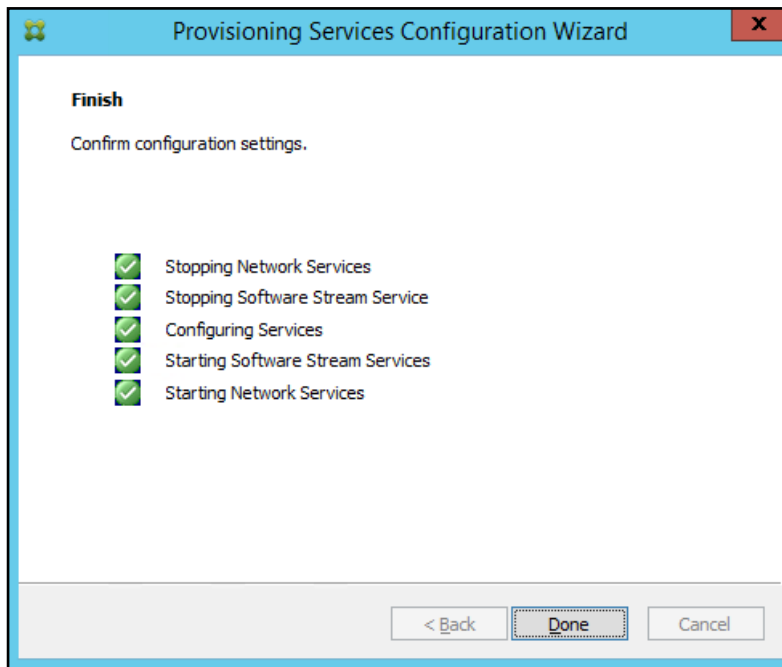 Provisioning Services Configuration Wizard
x
Finish
Confirm configuration settings.
Stopping Network Services
Stopping Software Stream Service
Configuring Services
Starting Software Stream Services
Starting Network Services
< Back
Done
Cancel